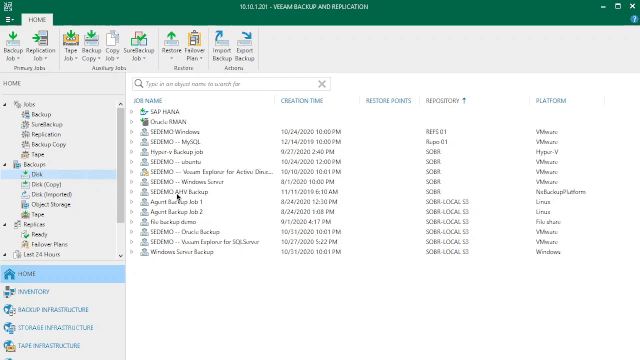 10.10.1.201 - VEEAM BACKUP AND REPLICATION
HOME
Backup Job
Replication Job
Tape Job
Backup Copy
Copy Job
SureBackup Job
Restore
Failover Plan
Import Backup
Export Backup
Primary Jobs
Auxiliary Jobs
Restore
Actions
HOME
Type in an object name to search for
JOB NAME CREATION TIME RESTORE POINTS REPOSITORY PLATFORM
Jobs
Backup
SureBackup
Replication
Backup Copy
Tape
Backups
Disk
Disk (Copy)
Disk (Imported)
Object Storage
Tape
Replicas
Ready
Failover Plans
Last 24 Hours
HOME
INVENTORY
BACKUP INFRASTRUCTURE
STORAGE INFRASTRUCTURE
TAPE INFRASTRUCTURE
SAP HANA
Oracle RMAN
SEDEMO Windows 10/24/2020 10:00 PM REFS 01 VMware
SEDEMO -- MySQL 12/14/2019 10:00 PM Repo 01 VMware
Hyper-v Backup job 9/27/2020 2:40 PM SOBR Hyper-V
SEDEMO -- ubuntu 10/24/2020 12:00 PM SOBR VMware
SEDEMO -- Veeam Explorer for Active Dire... 10/24/2020 10:01 PM SOBR VMware
SEDEMO -- Windows Server 8/1/2020 10:00 PM SOBR VMware
SEDEMO AHV Backup 11/11/2019 6:10 AM SOBR NxBackupPlatform
Agent Backup Job 1 8/24/2020 12:30 PM SOBR-LOCAL S3 Linux
Agent Backup Job 2 8/24/2020 1:08 PM SOBR-LOCAL S3 Linux
file backup demo 9/1/2020 4:17 PM SOBR-LOCAL S3 File share
SEDEMO -- Oracle Backup 10/31/2020 10:01 PM SOBR-LOCAL S3 VMware
SEDEMO -- Veeam Explorer for SQLServer 10/27/2020 5:22 PM SOBR-LOCAL S3 VMware
Windows Server Backup 10/31/2020 10:01 PM SOBR-LOCAL S3 Windows